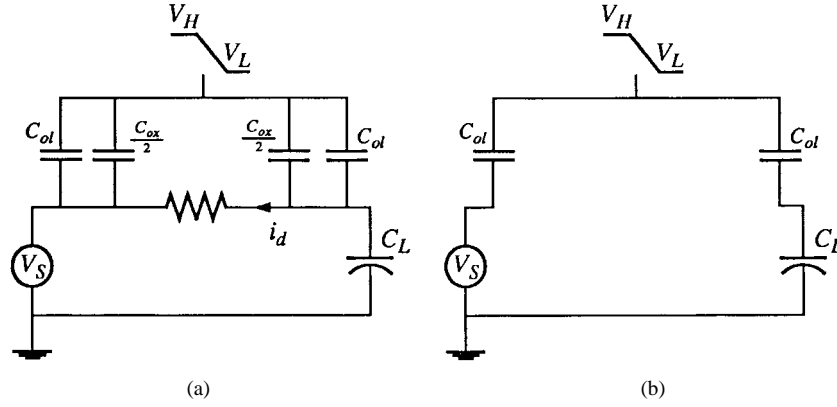 V_H
V_L
C_ol
C_ox/2
C_ox/2
C_ol
i_d
C_L
V_S
(a)
V_H
V_L
C_ol
C_ol
V_S
C_L
(b)